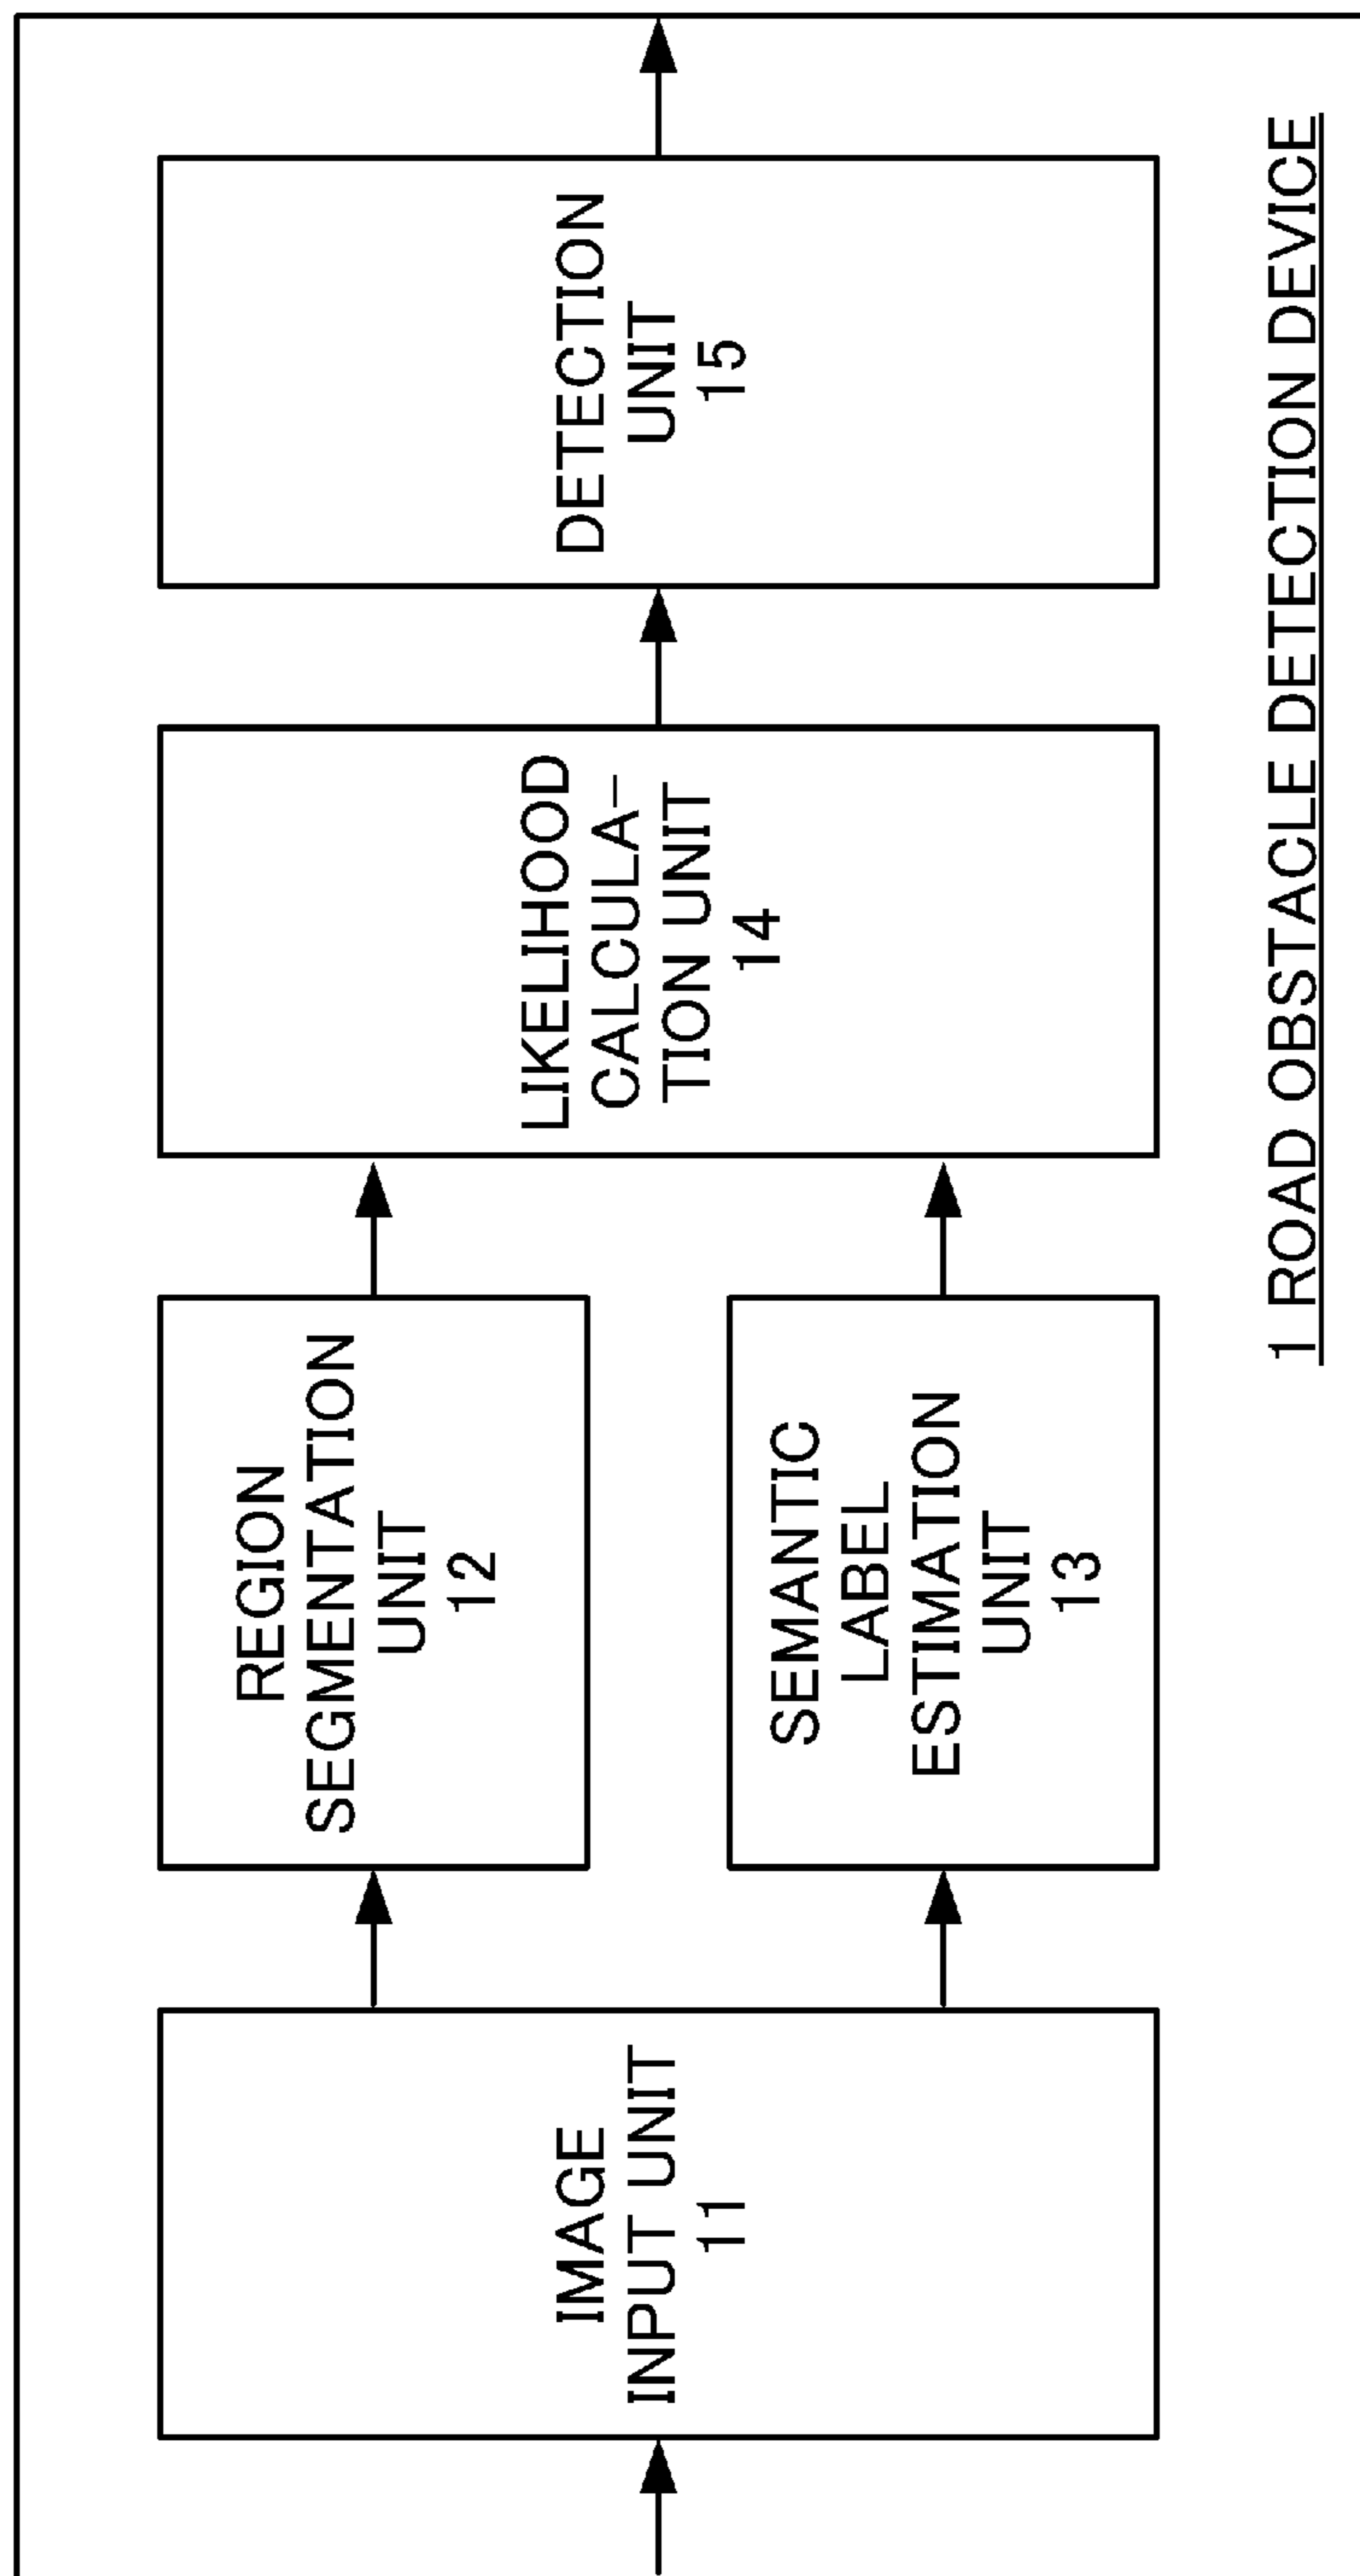 IMAGE
INPUT UNIT
11
REGION
SEGMENTATION
UNIT
12
SEMANTIC
LABEL
ESTIMATION
UNIT
13
LIKELIHOOD
CALCULA-
TION UNIT
14
DETECTION
UNIT
15
1 ROAD OBSTACLE DETECTION DEVICE